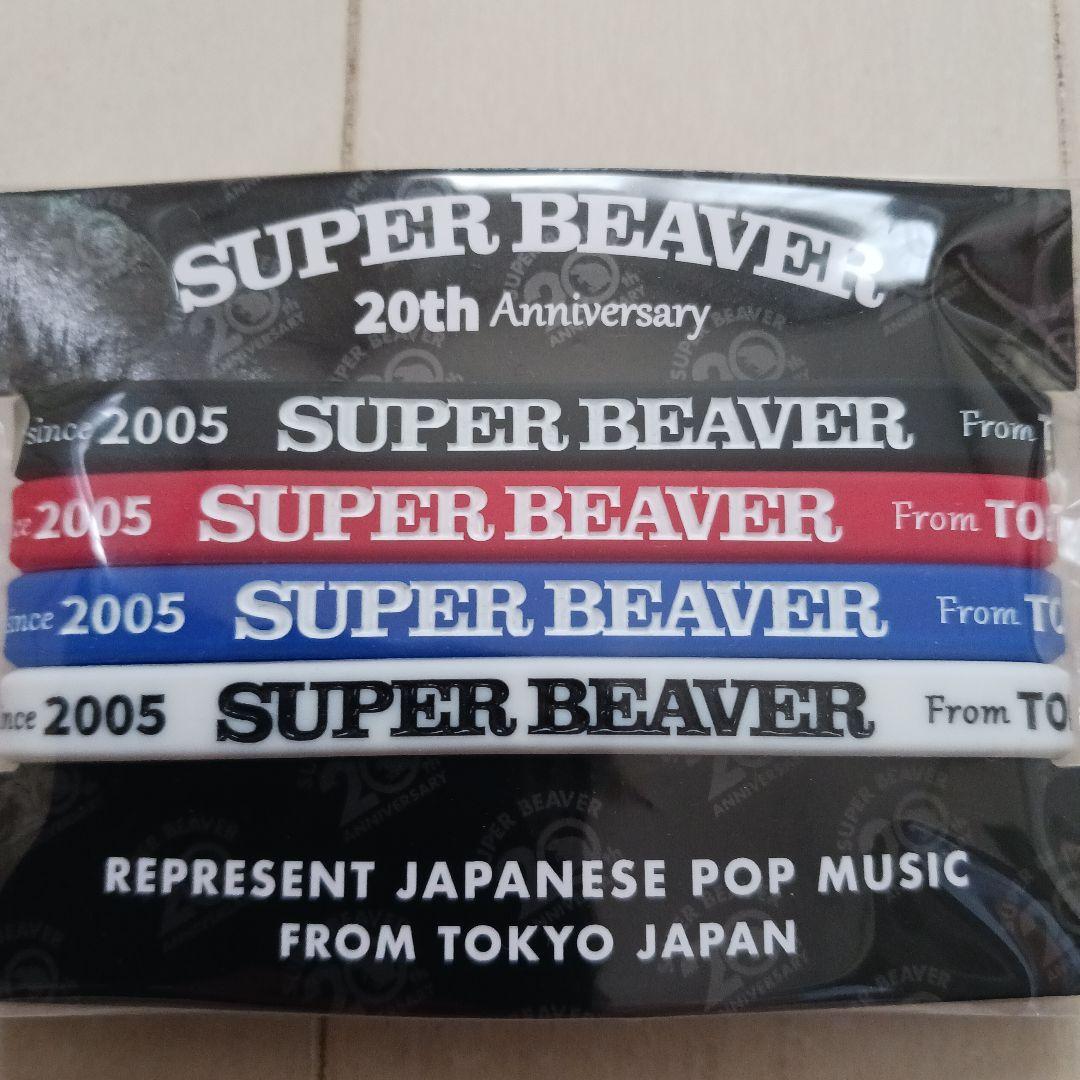 SUPER BEAVER
20th Anniversary
since 2005 SUPER BEAVER From
2005 SUPER BEAVER From
since 2005 SUPER BEAVER From
2005 SUPER BEAVER From
REPRESENT JAPANESE POP MUSIC
FROM TOKYO JAPAN